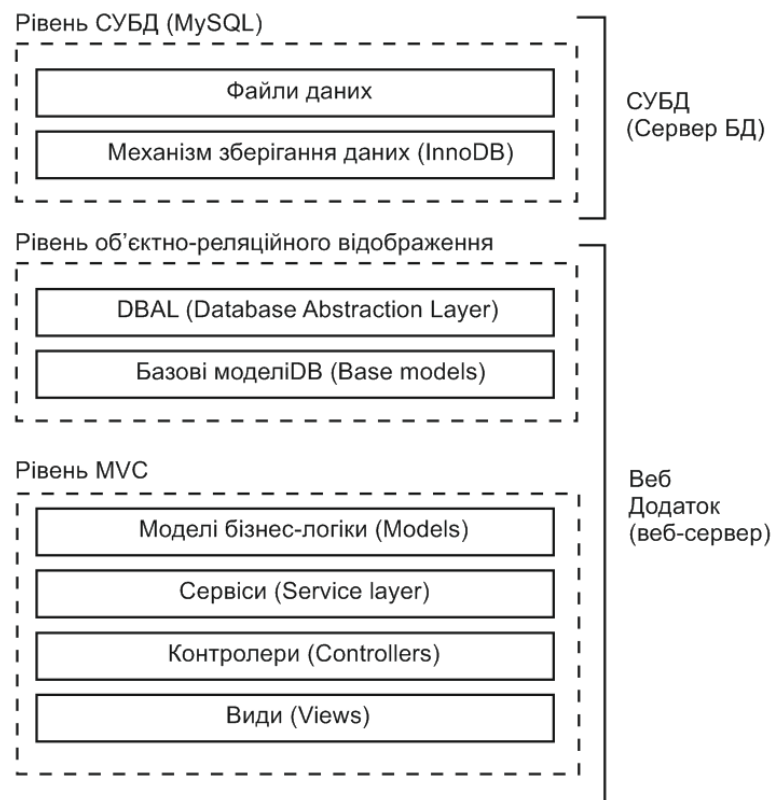 Рівень СУБД (MySQL)
Файли даних
Механізм зберігання даних (InnoDB)
СУБД
(Сервер БД)
Рівень об’єктно-реляційного відображення
DBAL (Database Abstraction Layer)
Базові моделіDB (Base models)
Рівень MVC
Моделі бізнес-логіки (Models)
Сервіси (Service layer)
Контролери (Controllers)
Види (Views)
Веб
Додаток
(веб-сервер)